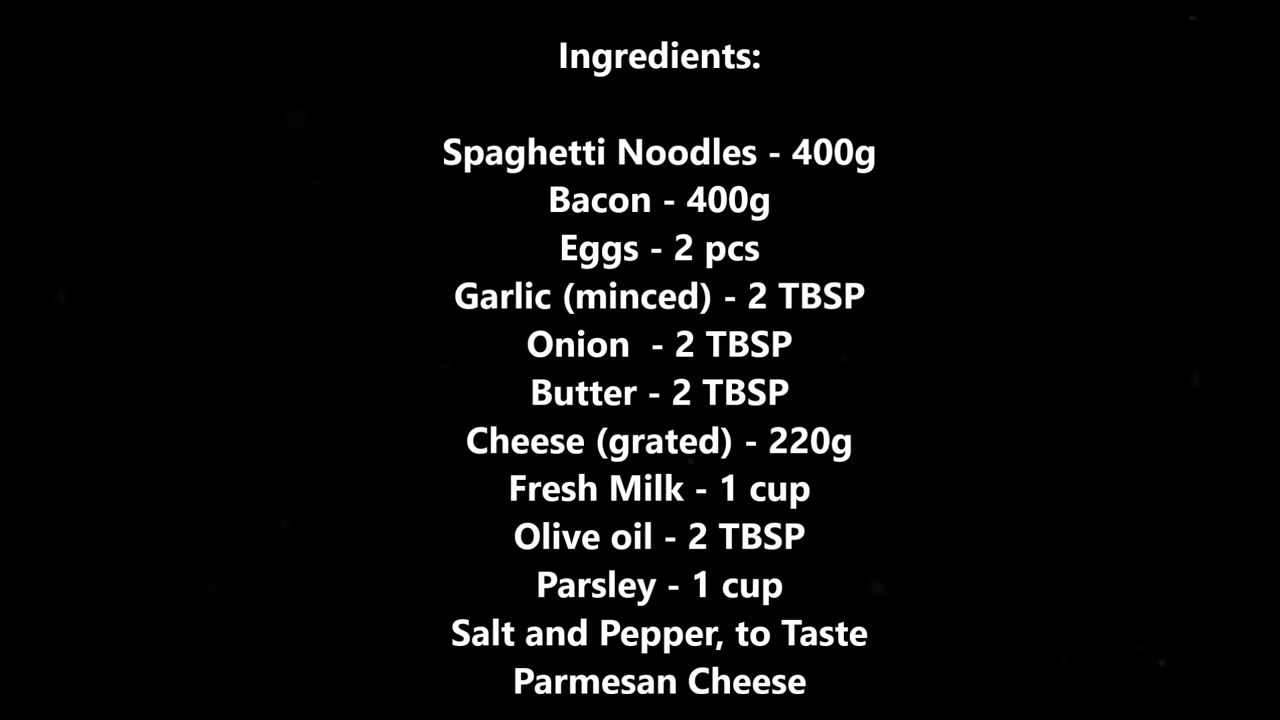 Ingredients:
Spaghetti Noodles - 400g
Bacon - 400g
Eggs - 2 pcs
Garlic (minced) - 2 TBSP
Onion  - 2 TBSP
Butter - 2 TBSP
Cheese (grated) - 220g
Fresh Milk - 1 cup
Olive oil - 2 TBSP
Parsley - 1 cup
Salt and Pepper, to Taste
Parmesan Cheese